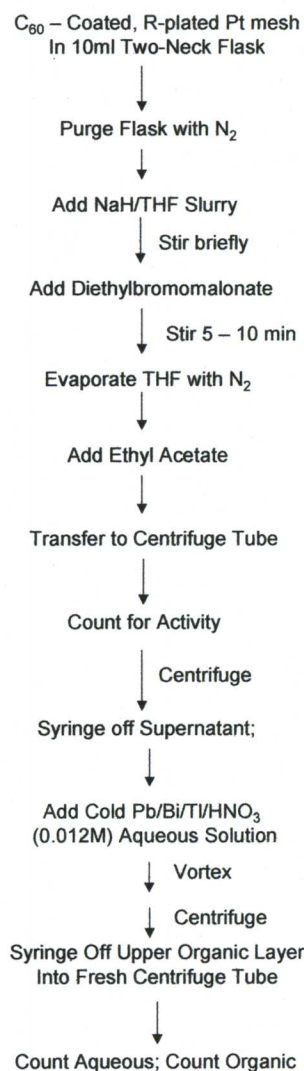 C₆₀ – Coated, R-plated Pt mesh
In 10ml Two-Neck Flask
Purge Flask with N₂
Add NaH/THF Slurry
Stir briefly
Add Diethylbromomalonate
Stir 5 – 10 min
Evaporate THF with N₂
Add Ethyl Acetate
Transfer to Centrifuge Tube
Count for Activity
Centrifuge
Syringe off Supernatant;
Add Cold Pb/Bi/Tl/HNO₃
(0.012M) Aqueous Solution
Vortex
Centrifuge
Syringe Off Upper Organic Layer
Into Fresh Centrifuge Tube
Count Aqueous; Count Organic